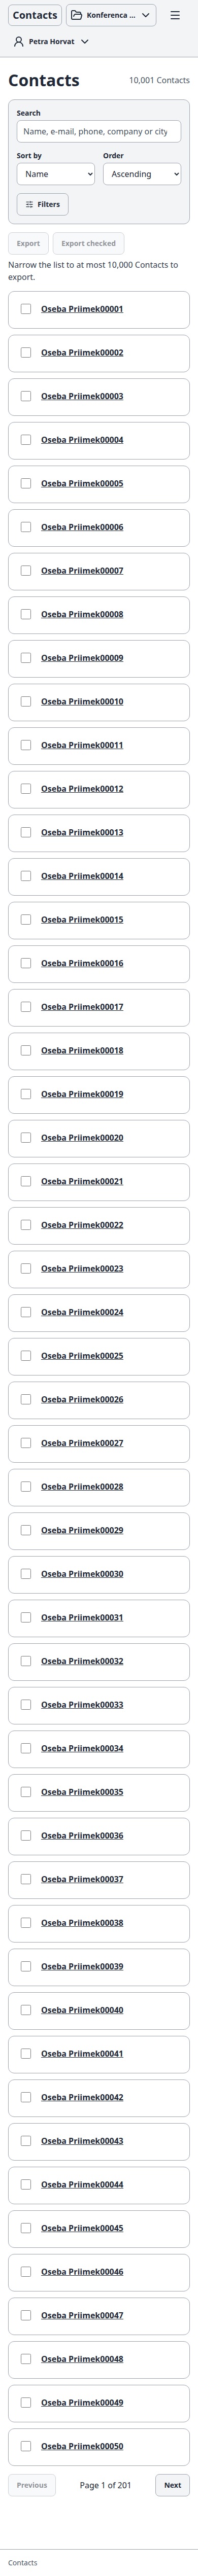 Contacts
Konferenca ...
Petra Horvat
Contacts
10,001 Contacts
Search
Name, e-mail, phone, company or city
Sort by
Order
Name
Ascending
Filters
Export
Export checked
Narrow the list to at most 10,000 Contacts to
export.
Oseba Priimek00001
Oseba Priimek00002
Oseba Priimek00003
Oseba Priimek00004
Oseba Priimek00005
Oseba Priimek00006
Oseba Priimek00007
Oseba Priimek00008
Oseba Priimek00009
Oseba Priimek00010
Oseba Priimek00011
Oseba Priimek00012
Oseba Priimek00013
Oseba Priimek00014
Oseba Priimek00015
Oseba Priimek00016
Oseba Priimek00017
Oseba Priimek00018
Oseba Priimek00019
Oseba Priimek00020
Oseba Priimek00021
Oseba Priimek00022
Oseba Priimek00023
Oseba Priimek00024
Oseba Priimek00025
Oseba Priimek00026
Oseba Priimek00027
Oseba Priimek00028
Oseba Priimek00029
Oseba Priimek00030
Oseba Priimek00031
Oseba Priimek00032
Oseba Priimek00033
Oseba Priimek00034
Oseba Priimek00035
Oseba Priimek00036
Oseba Priimek00037
Oseba Priimek00038
Oseba Priimek00039
Oseba Priimek00040
Oseba Priimek00041
Oseba Priimek00042
Oseba Priimek00043
Oseba Priimek00044
Oseba Priimek00045
Oseba Priimek00046
Oseba Priimek00047
Oseba Priimek00048
Oseba Priimek00049
Oseba Priimek00050
Previous
Page 1 of 201
Next
Contacts